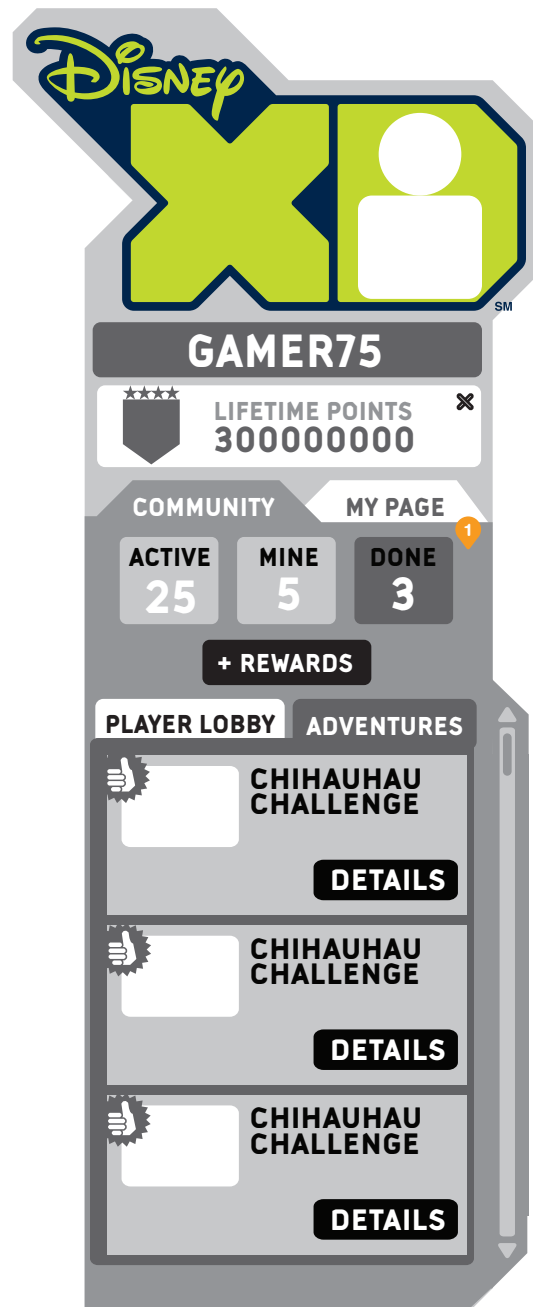 DISNEY
XD
SM
GAMER75
LIFETIME POINTS
300000000
COMMUNITY
MY PAGE
1
ACTIVE
25
MINE
5
DONE
3
+ REWARDS
PLAYER LOBBY
ADVENTURES
CHIHAUHAU
CHALLENGE
DETAILS
CHIHAUHAU
CHALLENGE
DETAILS
CHIHAUHAU
CHALLENGE
DETAILS